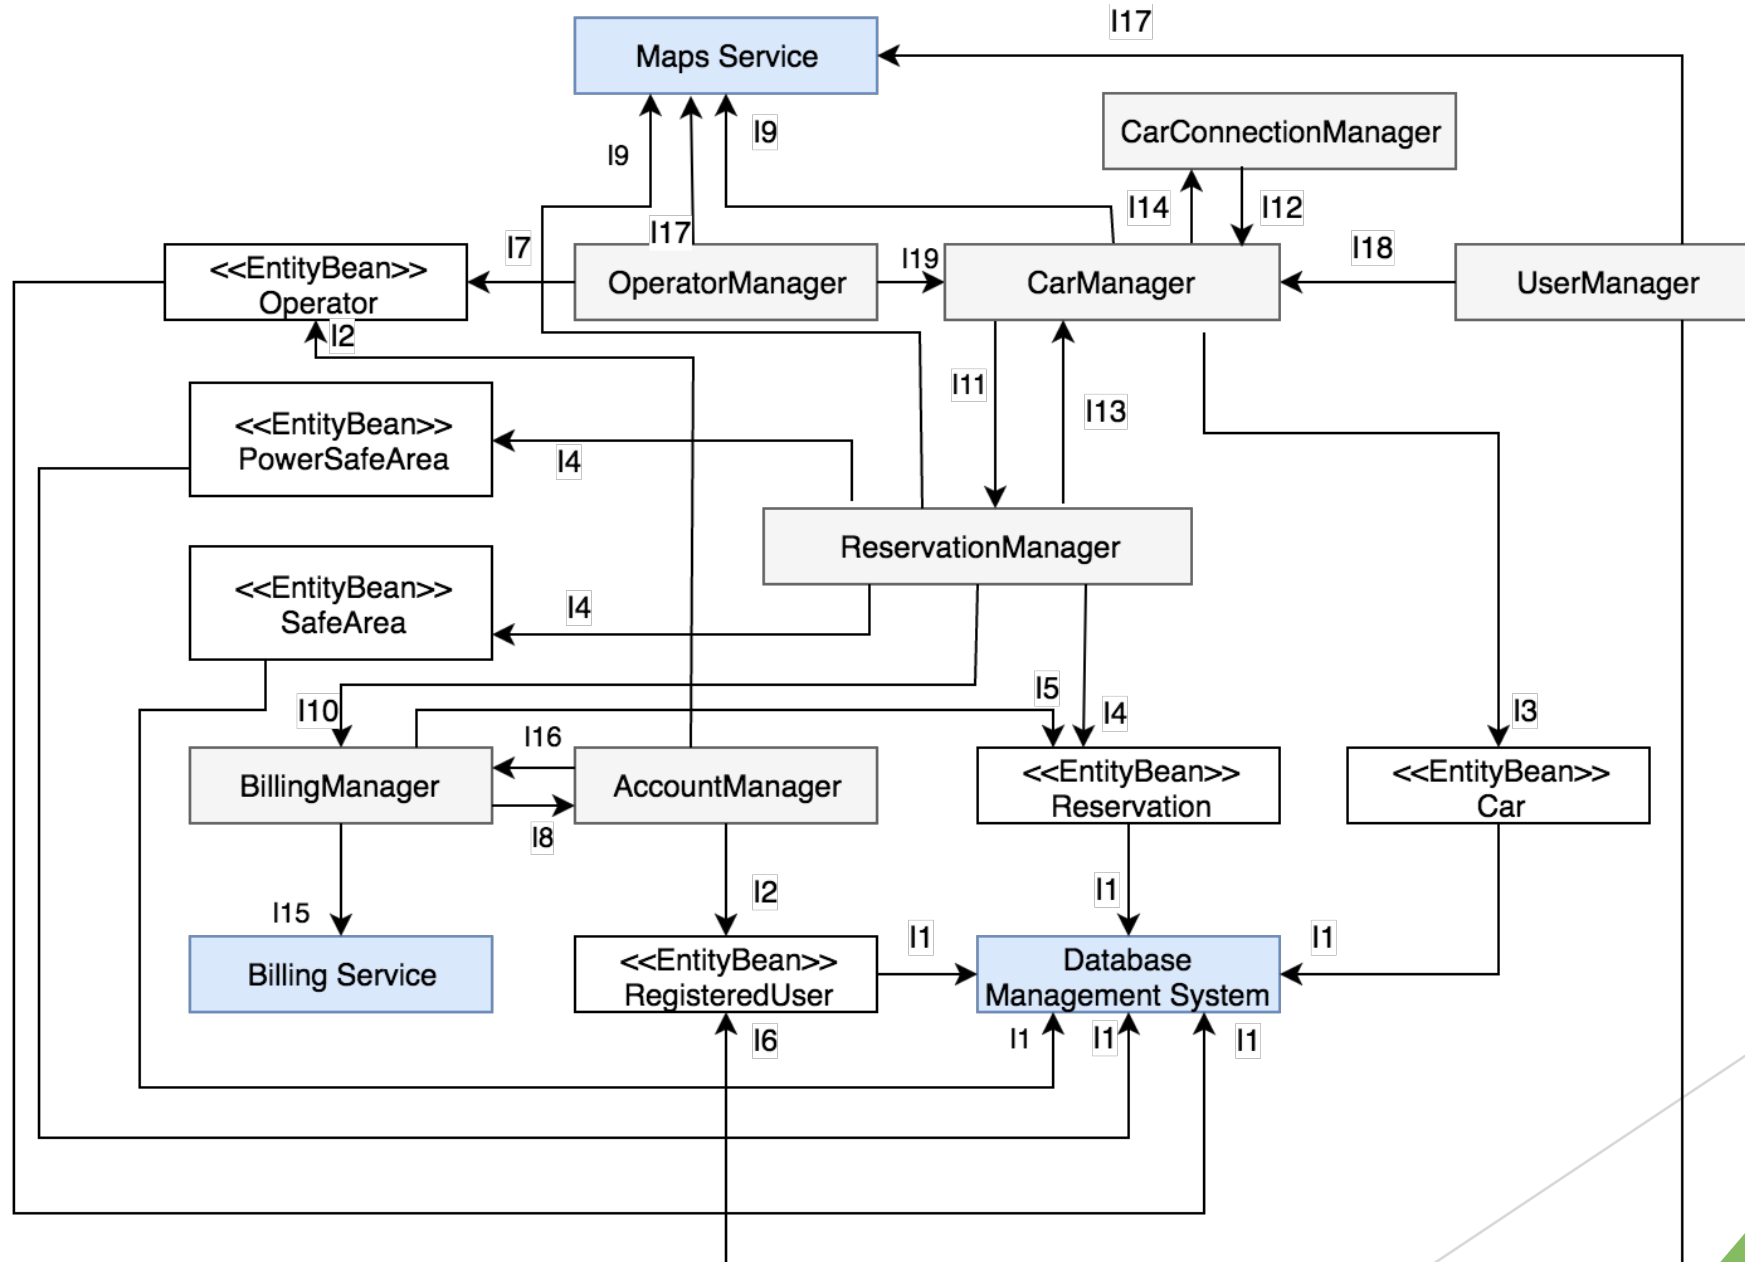 I17
Maps Service
I9
CarConnectionManager
I9
I14
I12
I17
I7
I18
I19
<<EntityBean>>
Operator
OperatorManager
CarManager
UserManager
I2
I11
I13
<<EntityBean>>
PowerSafeArea
I4
ReservationManager
<<EntityBean>>
SafeArea
I4
I5
I10
I4
I3
I16
BillingManager
AccountManager
<<EntityBean>>
Reservation
<<EntityBean>>
Car
I8
I15
I2
I1
I1
I1
Billing Service
<<EntityBean>>
RegisteredUser
Database
Management System
I6
I1
I1
I1